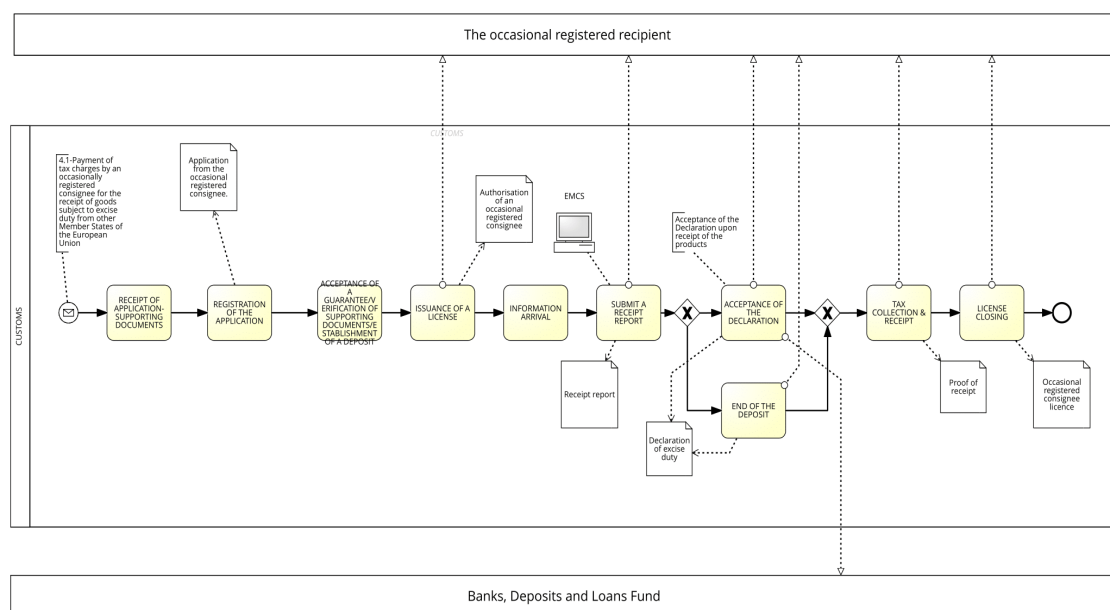 The occasional registered recipient
CUSTOMS
CUSTOMS
4.1-Payment of
tax charges by an
occasionally
registered
consignee for the
receipt of goods
subject to excise
duty from other
Member States of
the European
Union
Application
from the
occasional
registered
consignee.
Authorisation
of an
occasional
registered
consignee
EMCS
Acceptance of the
Declaration upon
receipt of the
products
RECEIPT OF
APPLICATION-
SUPPORTING
DOCUMENTS
REGISTRATION
OF THE
APPLICATION
ACCEPTANCE OF
A
GUARANTEE/V
ERIFICATION OF
SUPPORTING
DOCUMENTS/E
STABLISHMENT
OF A DEPOSIT
ISSUANCE OF A
LICENSE
INFORMATION
ARRIVAL
SUBMIT A
RECEIPT
REPORT
ACCEPTANCE OF
THE
DECLARATION
TAX
COLLECTION &
RECEIPT
LICENSE
CLOSING
Receipt report
END OF THE
DEPOSIT
Declaration
of excise
duty
Proof of
receipt
Occasional
registered
consignee
licence
Banks, Deposits and Loans Fund